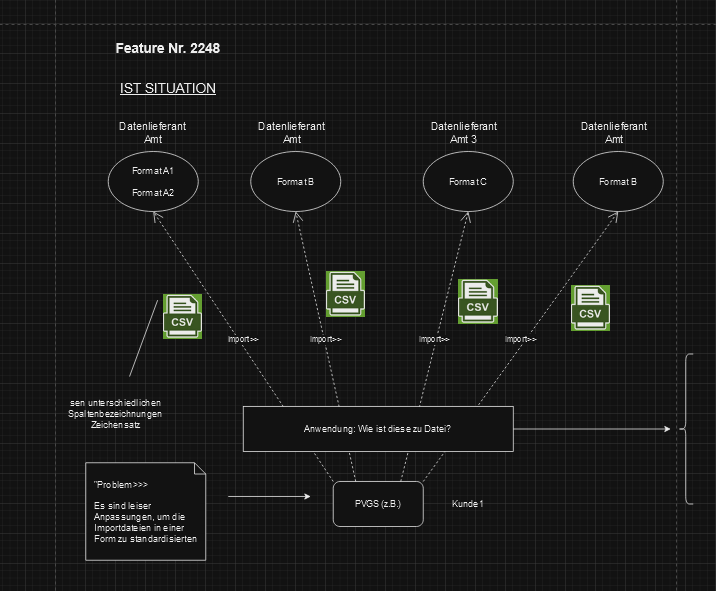 Feature Nr. 2248
IST SITUATION
Datenlieferant
Amt
Datenlieferant
Amt
Datenlieferant
Amt 3
Datenlieferant
Amt
Format A1
Format A2
Format B
Format C
Format B
CSV
CSV
CSV
CSV
Import>>
Import>>
Import>>
Import>>
sen unterschiedlichen
Spaltenbezeichnungen
Zeichensatz
Anwendung: Wie ist diese zu Datei?
"Problem>>>
Es sind leiser
Anpassungen, um die
Importdateien in einer
Form zu standardisierten
PVGS (z.B.)
Kunde 1